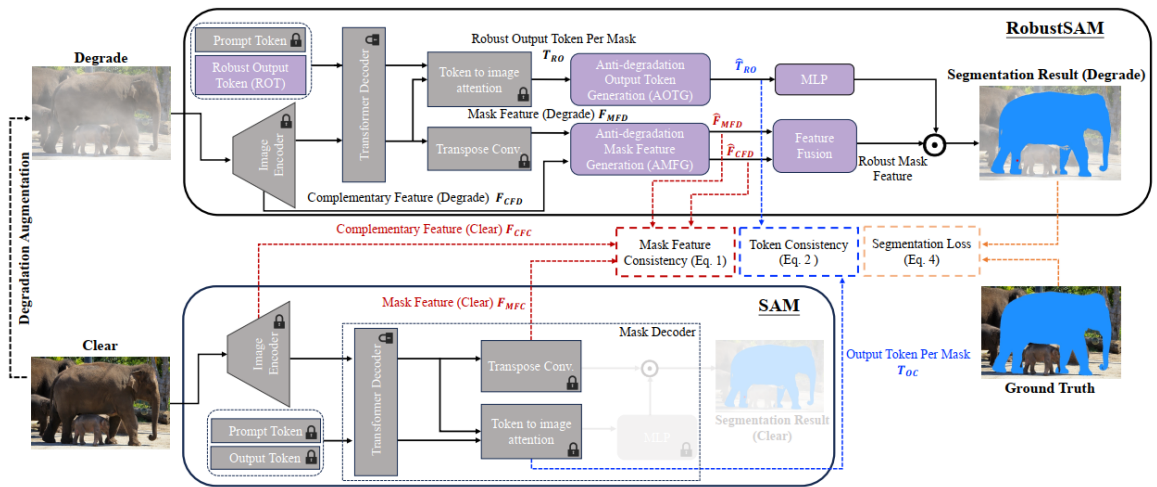 RobustSAM
Degrade
Prompt Token
Robust Output
Token (ROT)
Image
Encoder
Transformer Decoder
Token to image
attention
Transpose Conv.
Robust Output Token Per Mask
T_RO
Mask Feature (Degrade) F_MFD
Complementary Feature (Degrade) F_CFD
Anti-degradation
Output Token
Generation (AOTG)
Anti-degradation
Mask Feature
Generation (AMFG)
T̂_RO
F̂_MFD
F̂_CFD
MLP
Feature
Fusion
Robust Mask
Feature
Segmentation Result (Degrade)
Degradation Augmentation
Complementary Feature (Clear) F_CFC
Mask Feature (Clear) F_MFC
Mask Feature
Consistency (Eq. 1)
Token Consistency
(Eq. 2 )
Segmentation Loss
(Eq. 4)
SAM
Clear
Image
Encoder
Prompt Token
Output Token
Mask Decoder
Transformer Decoder
Transpose Conv.
Token to image
attention
MLP
Segmentation Result
(Clear)
Output Token Per Mask
T_OC
Ground Truth